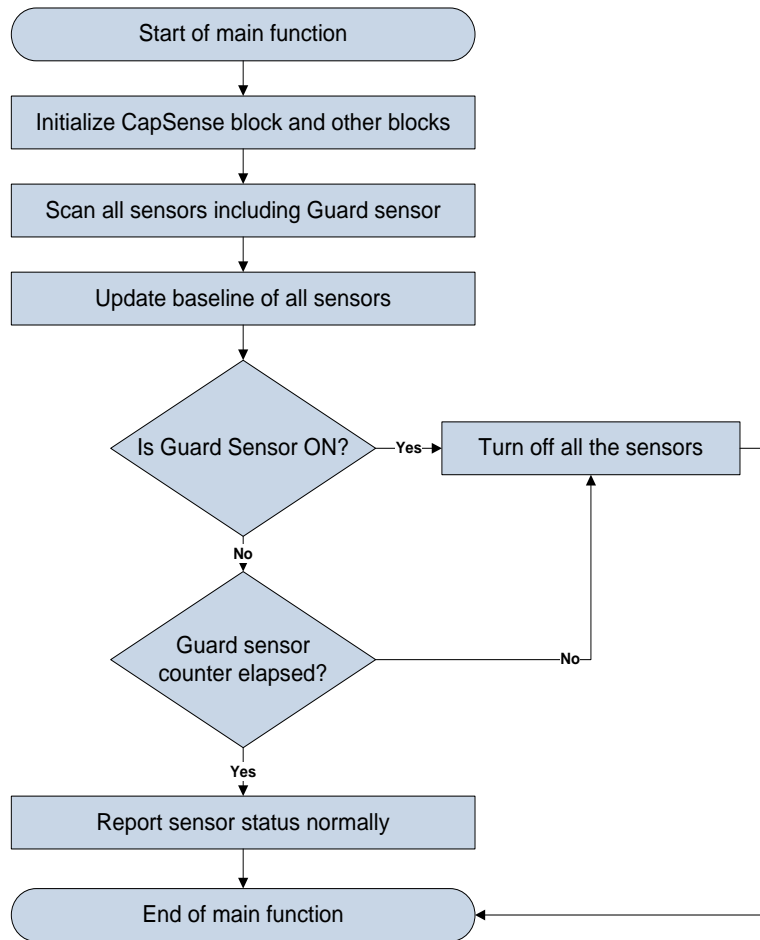 Start of main function
Initialize CapSense block and other blocks
Scan all sensors including Guard sensor
Update baseline of all sensors
Is Guard Sensor ON?
Yes
Turn off all the sensors
No
Guard sensor
counter elapsed?
No
Yes
Report sensor status normally
End of main function